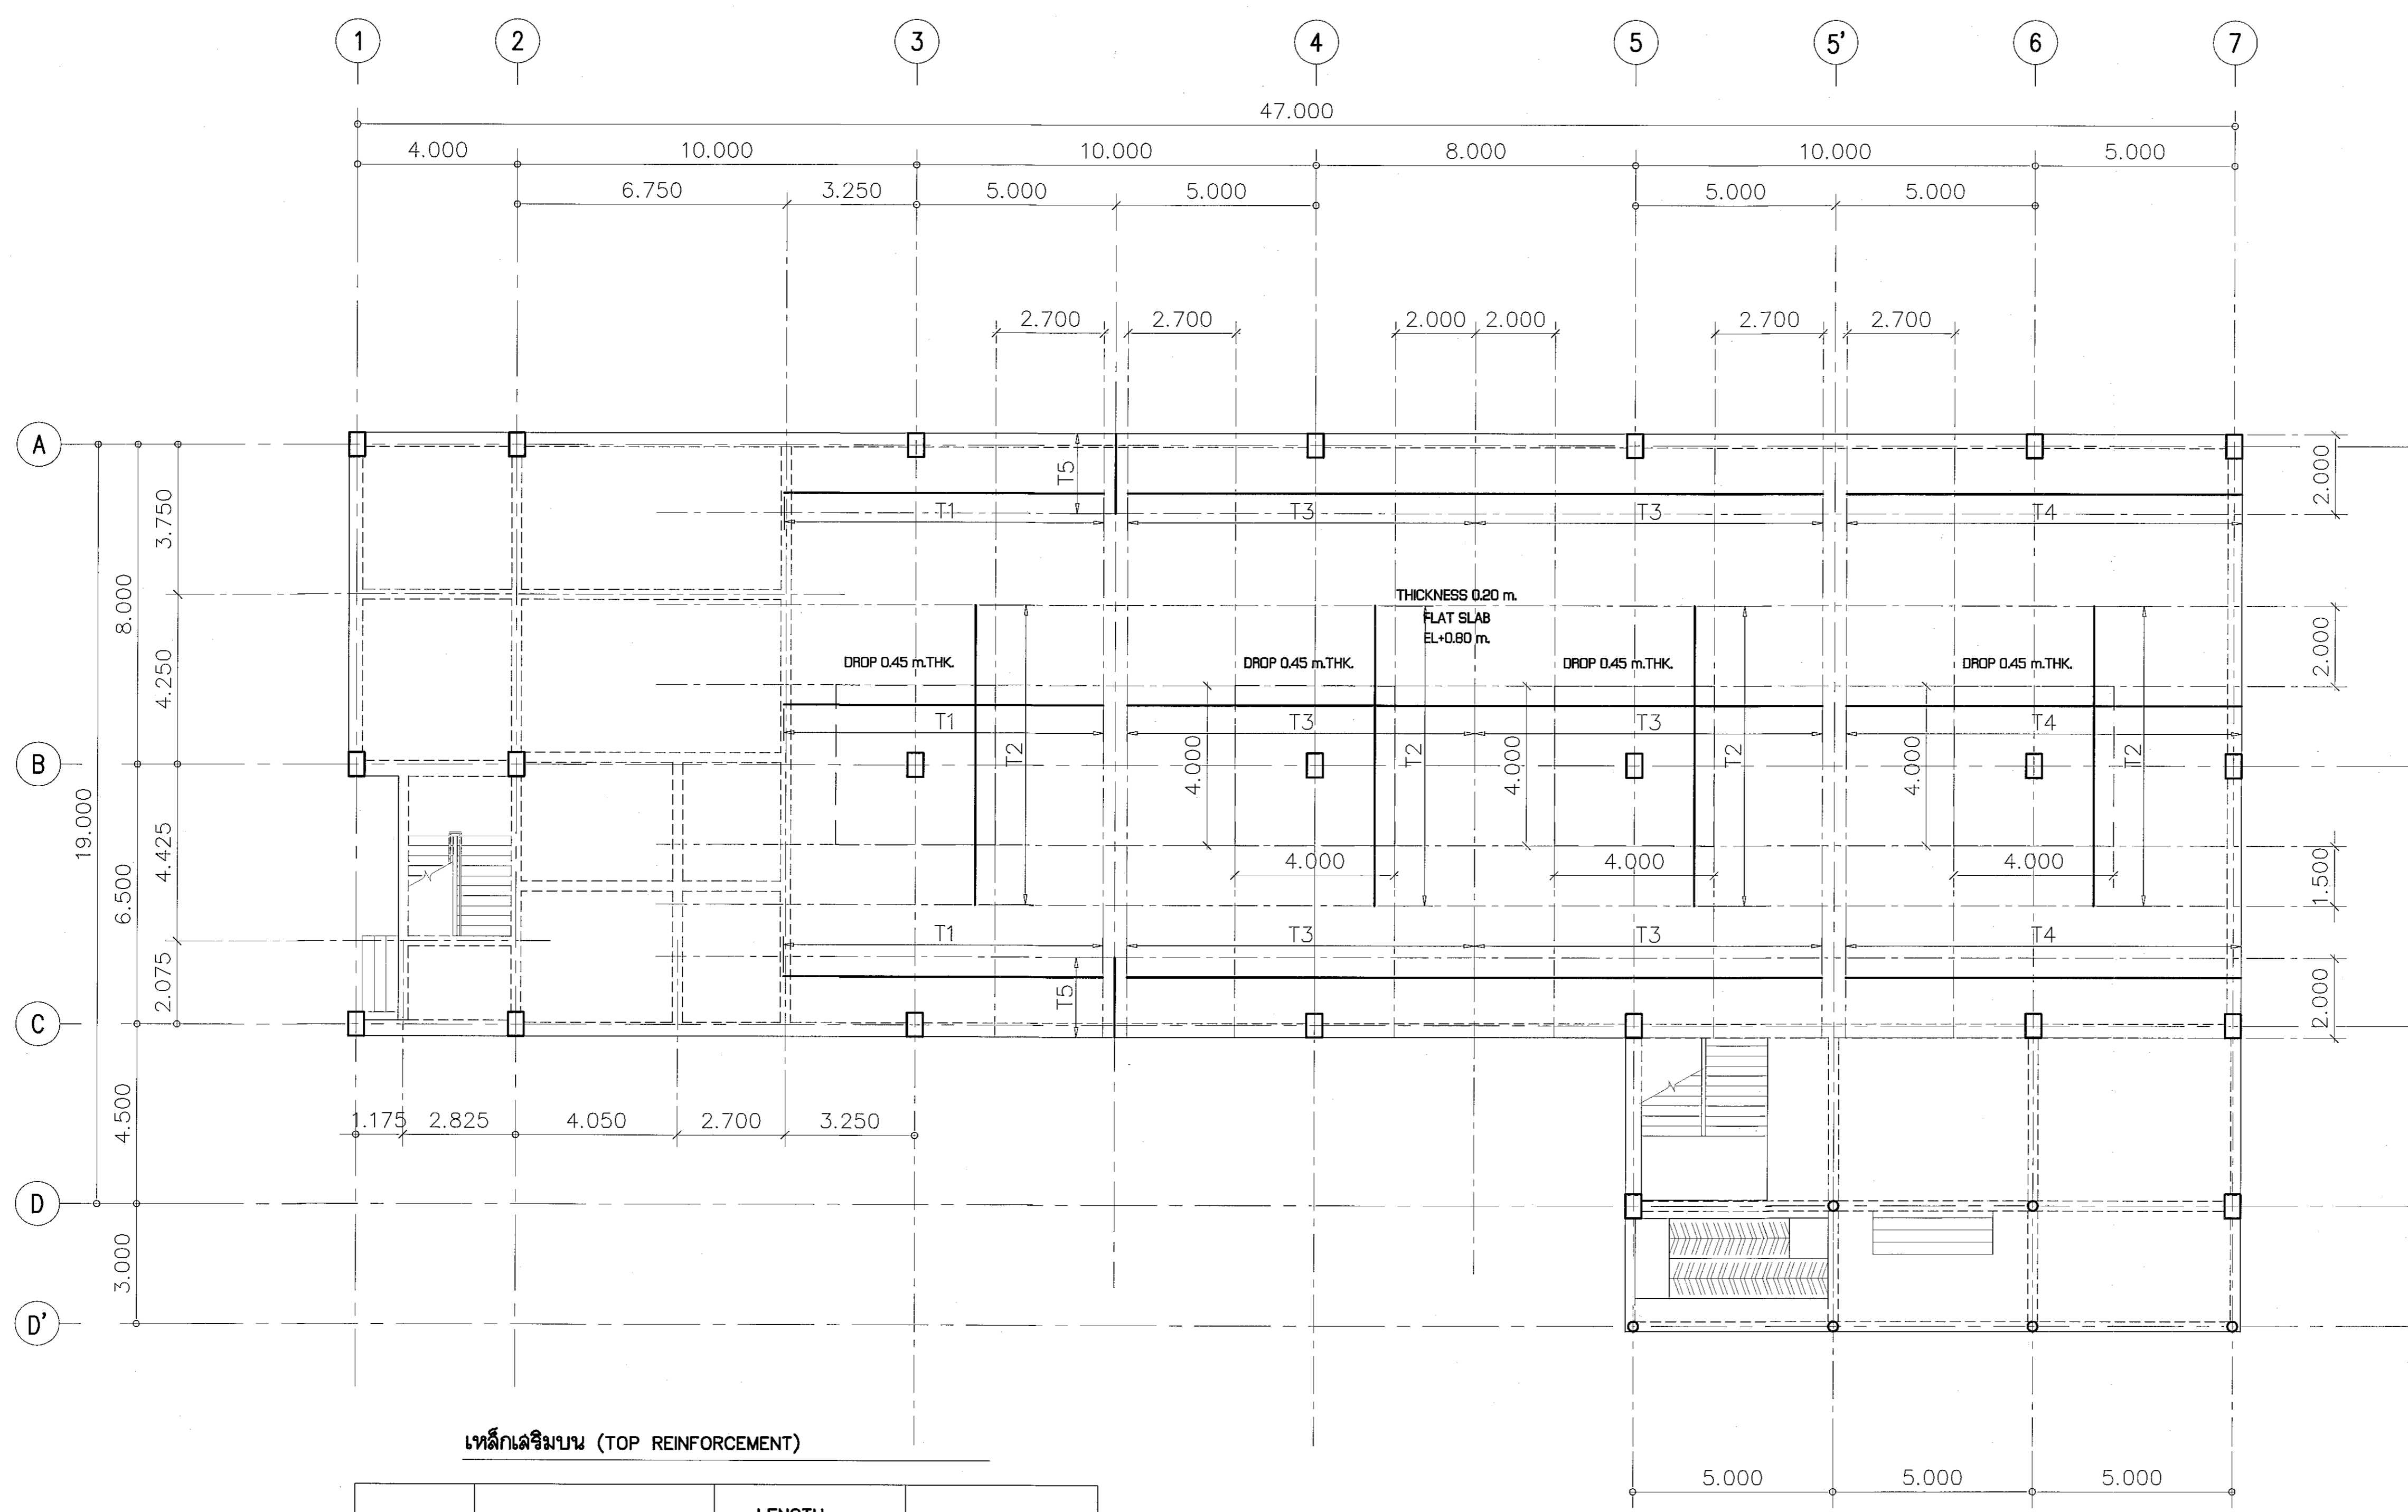 1 2 3 4 5 5' 6 7
47.000
4.000 10.000 10.000 8.000 10.000 5.000
6.750 3.250 5.000 5.000 5.000 5.000
2.700 2.700 2.000 2.000 2.700 2.700
A
T5
2.000
T1 T3 T3 T4
3.750
8.000
THICKNESS 0.20 m.
FLAT SLAB
EL+0.80 m.
2.000
4.250
DROP 0.45 m.THK. DROP 0.45 m.THK. DROP 0.45 m.THK. DROP 0.45 m.THK.
T1 T3 T3 T4
B
T2 4.000 T2 4.000 T2 4.000 T2
19.000
4.425
6.500
4.000 4.000 4.000
1.500
T1 T3 T3 T4
2.075
T5
2.000
C
4.500
1.175 2.825 4.050 2.700 3.250
D
3.000
D'
เหล็กเสริมบน (TOP REINFORCEMENT)
5.000 5.000 5.000
LENGTH